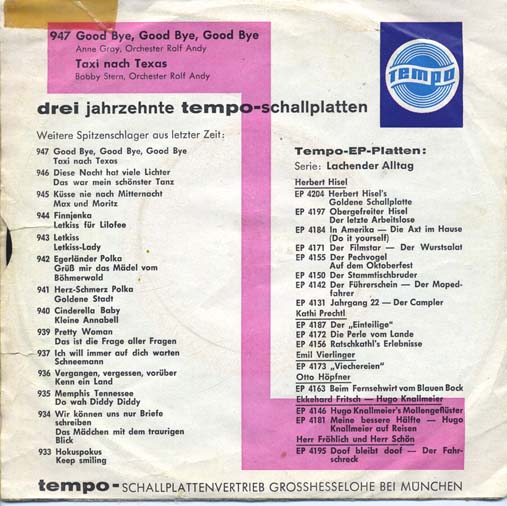 947 Good Bye, Good Bye, Good Bye
Anne Gray, Orchester Ralf Andy
Taxi nach Texas
Bobby Stern, Orchester Ralf Andy
TEMPO
drei jahrzehnte tempo-schallplatten
Weitere Spitzenschlager aus letzter Zeit:
947 Good Bye, Good Bye, Good Bye
Taxi nach Texas
946 Diese Nacht hat viele Lichter
Das war mein schönster Tanz
945 Küsse nie nach Mitternacht
Max und Moritz
944 Finnjenka
Letkiss für Lilofee
943 Letkiss
Letkiss-Lady
942 Egerländer Polka
Grüß mir das Mädel vom
Böhmerwald
941 Herz-Schmerz Polka
Goldene Stadt
940 Cinderella Baby
Kleine Annabell
939 Pretty Woman
Das ist die Frage aller Fragen
937 Ich will immer auf dich warten
Schneemann
936 Vergangen, vergessen, vorüber
Kenn ein Land
935 Memphis Tennessee
Do wah Diddy Diddy
934 Wir können uns nur Briefe
schreiben
Das Mädchen mit dem traurigen
Blick
933 Hokuspokus
Keep smiling
Tempo-EP-Platten:
Serie: Lachender Alltag
Herbert Hisel
EP 4204 Herbert Hisel's
Goldene Schallplatte
EP 4197 Obergefreiter Hisel
Der letzte Arbeitslose
EP 4184 In Amerika — Die Axt im Hause
(Do it yourself)
EP 4171 Der Filmstar — Der Wurstsalat
EP 4155 Der Pechvogel
Auf dem Oktoberfest
EP 4150 Der Stammtischbruder
EP 4142 Der Führerschein — Der Moped-
fahrer
EP 4131 Jahrgang 22 — Der Campler
Kathi Prechtl
EP 4187 Der „Einteilige"
EP 4172 Die Perle vom Lande
EP 4156 Ratschkathl's Erlebnisse
Emil Vierlinger
EP 4173 „Viechereien"
Otto Höpfner
EP 4163 Beim Fernsehwirt vom Blauen Bock
Ekkehard Fritsch — Hugo Knallmeier
EP 4146 Hugo Knallmeier's Mollengeflüster
EP 4181 Meine bessere Hälfte — Hugo
Knallmeier auf Reisen
Herr Fröhlich und Herr Schön
EP 4195 Doof bleibt doof — Der Fahr-
schreck
tempo-SCHALLPLATTENVERTRIEB GROSSHESSELOHE BEI MÜNCHEN